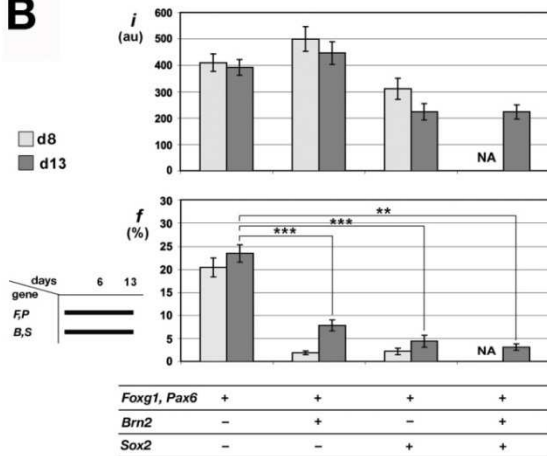 B
i
(au)
600
500
400
300
200
100
0
NA
d8
d13
f
(%)
30
25
20
15
10
5
0
**
***
***
NA
days 6 13
gene
F,P
B,S
Foxg1, Pax6 + + + +
Brn2 – + – +
Sox2 – – + +